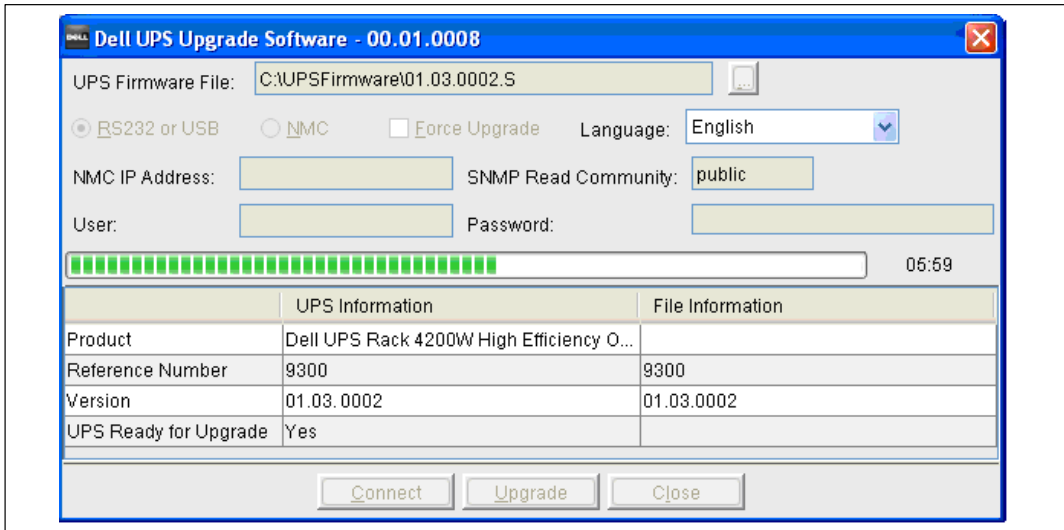 DELL Dell UPS Upgrade Software - 00.01.0008
UPS Firmware File: C:\UPSFirmware\01.03.0002.S ...
RS232 or USB NMC Force Upgrade Language: English
NMC IP Address: SNMP Read Community: public
User: Password:
05:59
UPS Information File Information
Product Dell UPS Rack 4200W High Efficiency O...
Reference Number 9300 9300
Version 01.03.0002 01.03.0002
UPS Ready for Upgrade Yes
Connect Upgrade Close